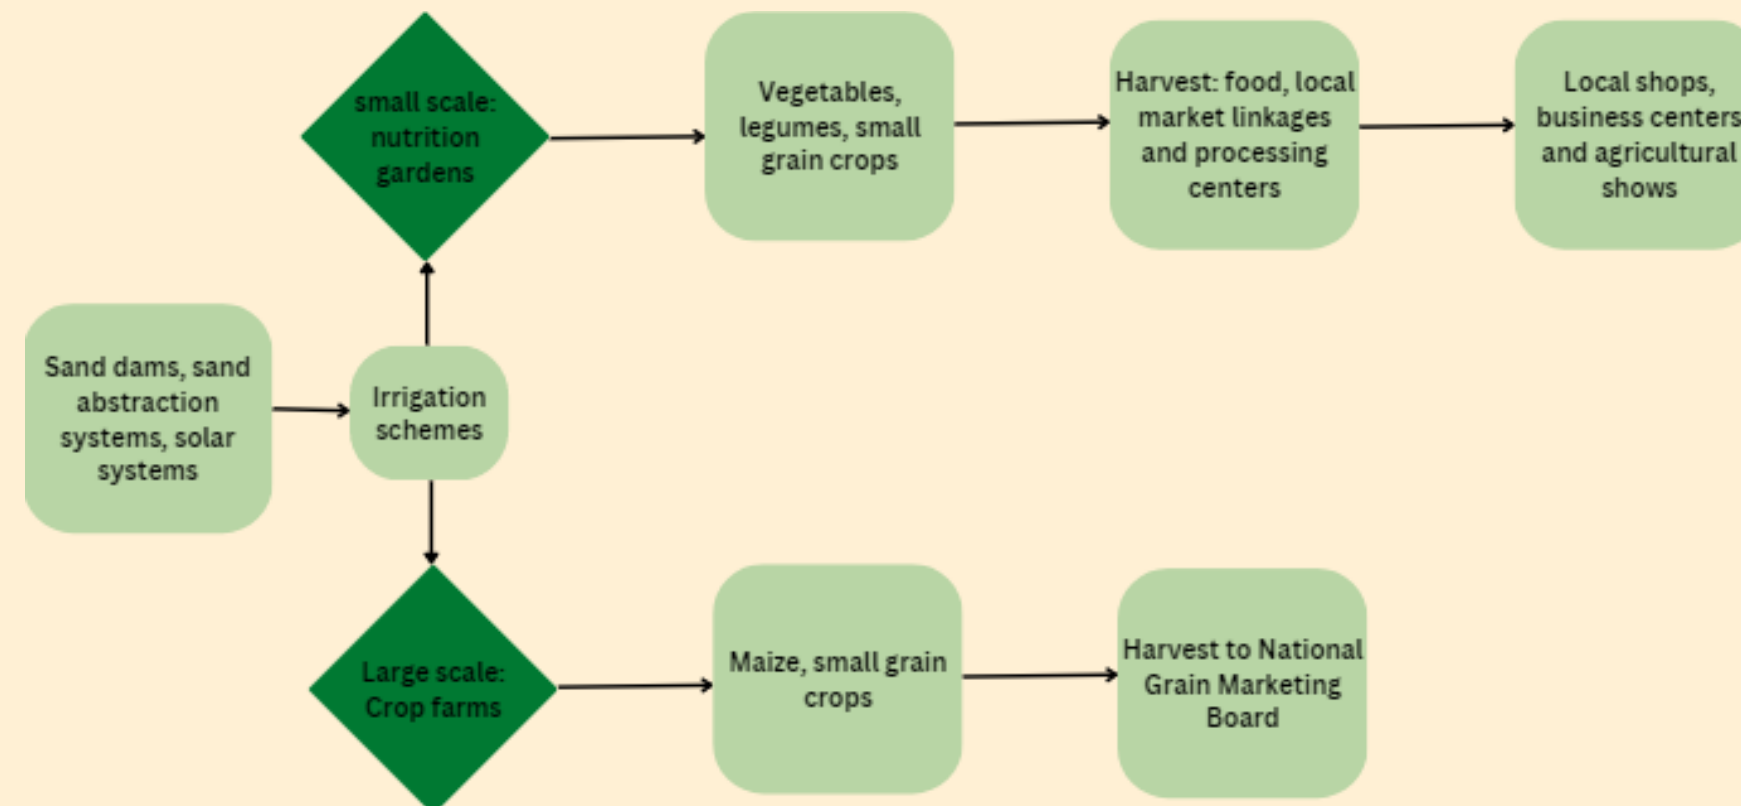 small scale:
nutrition
gardens
Vegetables,
legumes, small
grain crops
Harvest: food, local
market linkages
and processing
centers
Local shops,
business centers
and agricultural
shows
Sand dams, sand
abstraction
systems, solar
systems
Irrigation
schemes
Large scale:
Crop farms
Maize, small grain
crops
Harvest to National
Grain Marketing
Board